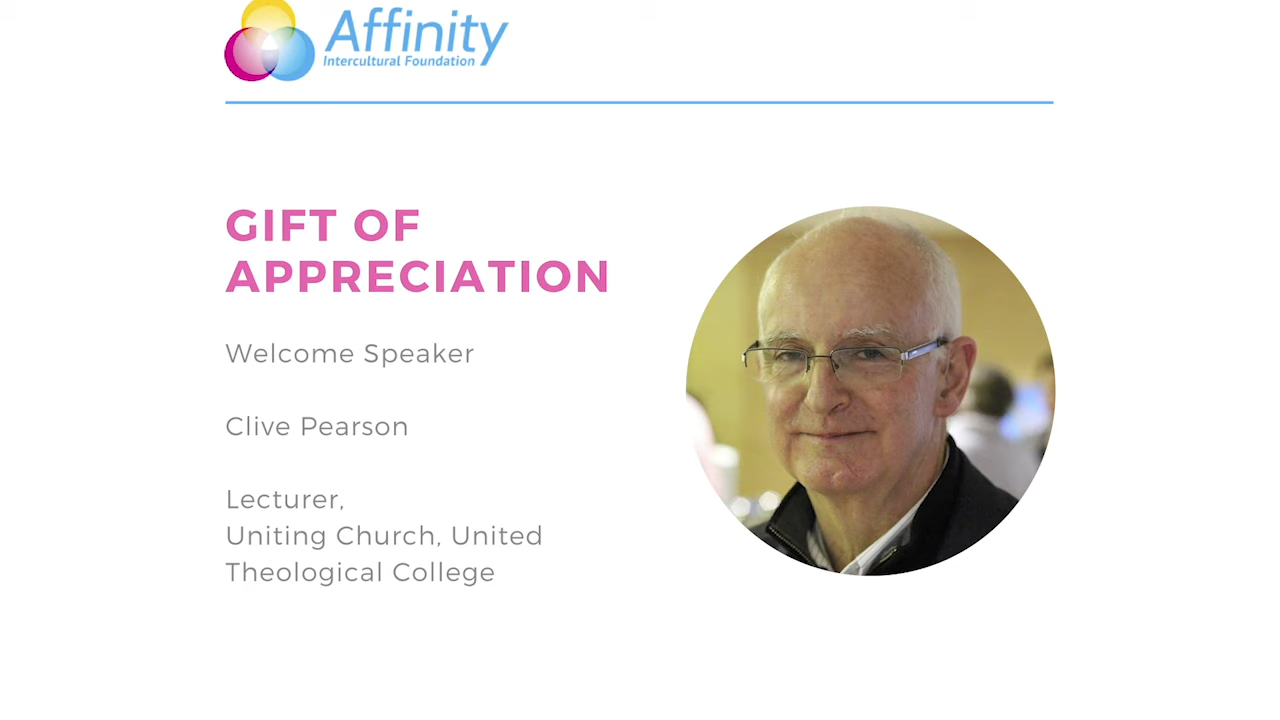 Affinity
Intercultural Foundation
GIFT OF
APPRECIATION
Welcome Speaker
Clive Pearson
Lecturer,
Uniting Church, United
Theological College